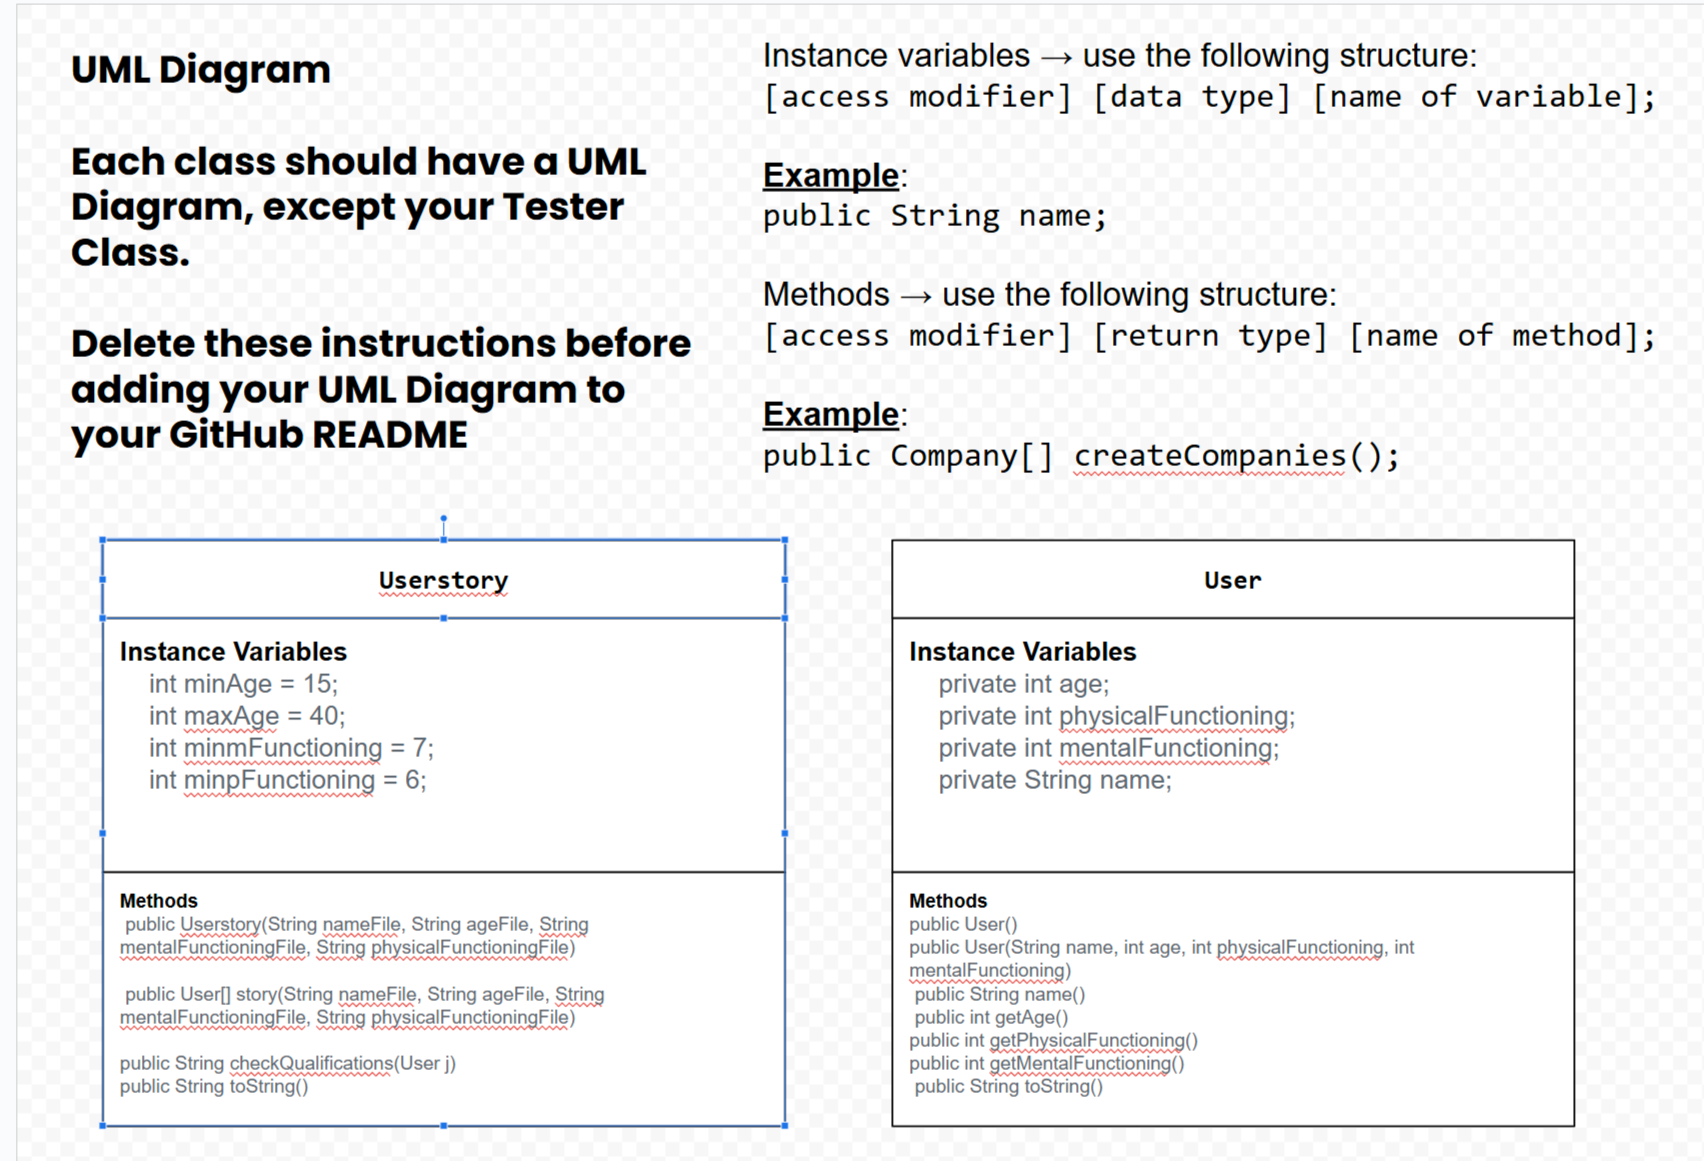 UML Diagram
Each class should have a UML
Diagram, except your Tester
Class.
Delete these instructions before
adding your UML Diagram to
your GitHub README
Instance variables → use the following structure:
[access modifier] [data type] [name of variable];
Example:
public String name;
Methods → use the following structure:
[access modifier] [return type] [name of method];
Example:
public Company[] createCompanies();
Userstory
Instance Variables
int minAge = 15;
int maxAge = 40;
int minmFunctioning = 7;
int minpFunctioning = 6;
Methods
public Userstory(String nameFile, String ageFile, String
mentalFunctioningFile, String physicalFunctioningFile)
public User[] story(String nameFile, String ageFile, String
mentalFunctioningFile, String physicalFunctioningFile)
public String checkQualifications(User j)
public String toString()
User
Instance Variables
private int age;
private int physicalFunctioning;
private int mentalFunctioning;
private String name;
Methods
public User()
public User(String name, int age, int physicalFunctioning, int
mentalFunctioning)
public String name()
public int getAge()
public int getPhysicalFunctioning()
public int getMentalFunctioning()
public String toString()